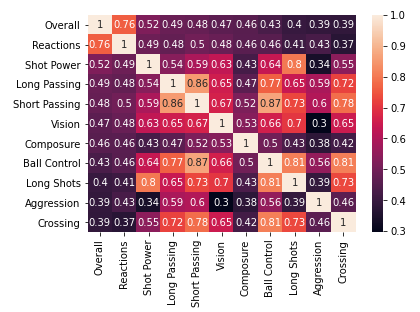 Overall 1 0.76 0.52 0.49 0.48 0.47 0.46 0.43 0.4 0.39 0.39
Reactions 0.76 1 0.49 0.48 0.5 0.48 0.46 0.46 0.41 0.43 0.37
Shot Power 0.52 0.49 1 0.54 0.59 0.63 0.43 0.64 0.8 0.34 0.55
Long Passing 0.49 0.48 0.54 1 0.86 0.65 0.47 0.77 0.65 0.59 0.72
Short Passing 0.48 0.5 0.59 0.86 1 0.67 0.52 0.87 0.73 0.6 0.78
Vision 0.47 0.48 0.63 0.65 0.67 1 0.53 0.66 0.7 0.3 0.65
Composure 0.46 0.46 0.43 0.47 0.52 0.53 1 0.5 0.43 0.38 0.42
Ball Control 0.43 0.46 0.64 0.77 0.87 0.66 0.5 1 0.81 0.56 0.81
Long Shots 0.4 0.41 0.8 0.65 0.73 0.7 0.43 0.81 1 0.39 0.73
Aggression 0.39 0.43 0.34 0.59 0.6 0.3 0.38 0.56 0.39 1 0.46
Crossing 0.39 0.37 0.55 0.72 0.78 0.65 0.42 0.81 0.73 0.46 1
Overall
Reactions
Shot Power
Long Passing
Short Passing
Vision
Composure
Ball Control
Long Shots
Aggression
Crossing
1.0
0.9
0.8
0.7
0.6
0.5
0.4
0.3